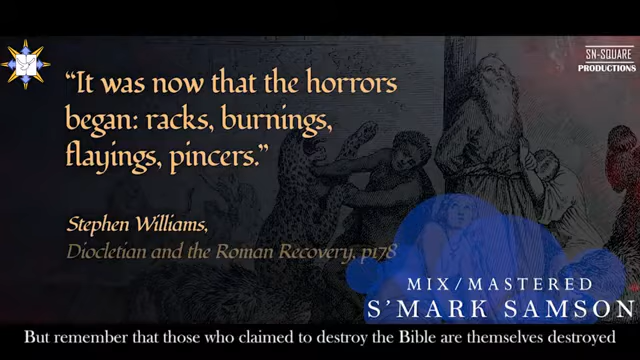 SN-SQUARE
PRODUCTIONS
“It was now that the horrors
began: racks, burnings,
flayings, pincers.”
Stephen Williams,
Diocletian and the Roman Recovery, p178
MIX/MASTERED
S’MARK SAMSON
But remember that those who claimed to destroy the Bible are themselves destroyed